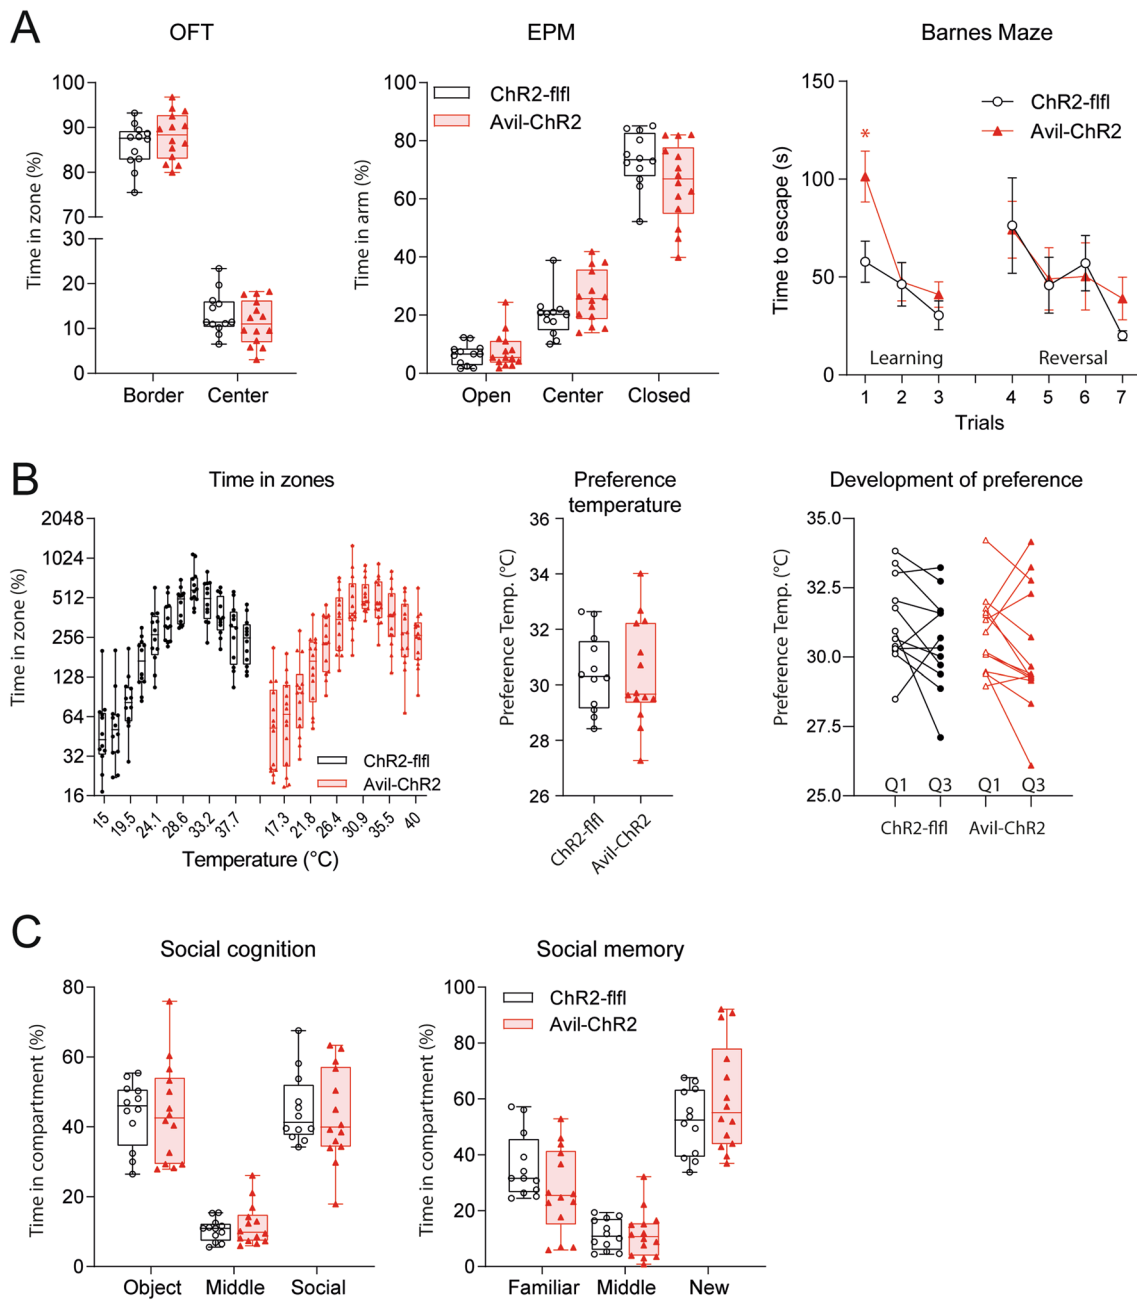 A
OFT
EPM
Barnes Maze
Time in zone (%)
100
90
80
70
30
20
10
0
Border
Center
Time in arm (%)
100
80
60
40
20
0
ChR2-flfl
Avil-ChR2
Open
Center
Closed
Time to escape (s)
150
100
50
0
ChR2-flfl
Avil-ChR2
*
Learning
Reversal
1
2
3
4
5
6
7
Trials
B
Time in zones
Preference
temperature
Development of preference
Time in zone (%)
2048
1024
512
256
128
64
32
16
ChR2-flfl
Avil-ChR2
15
19.5
24.1
28.6
33.2
37.7
17.3
21.8
26.4
30.9
35.5
40
Temperature (°C)
Preference Temp. (°C)
36
34
32
30
28
26
ChR2-flfl
Avil-ChR2
Preference Temp. (°C)
35.0
32.5
30.0
27.5
25.0
Q1
Q3
Q1
Q3
ChR2-flfl
Avil-ChR2
C
Social cognition
Social memory
Time in compartment (%)
80
60
40
20
0
Object
Middle
Social
Time in compartment (%)
100
80
60
40
20
0
ChR2-flfl
Avil-ChR2
Familiar
Middle
New